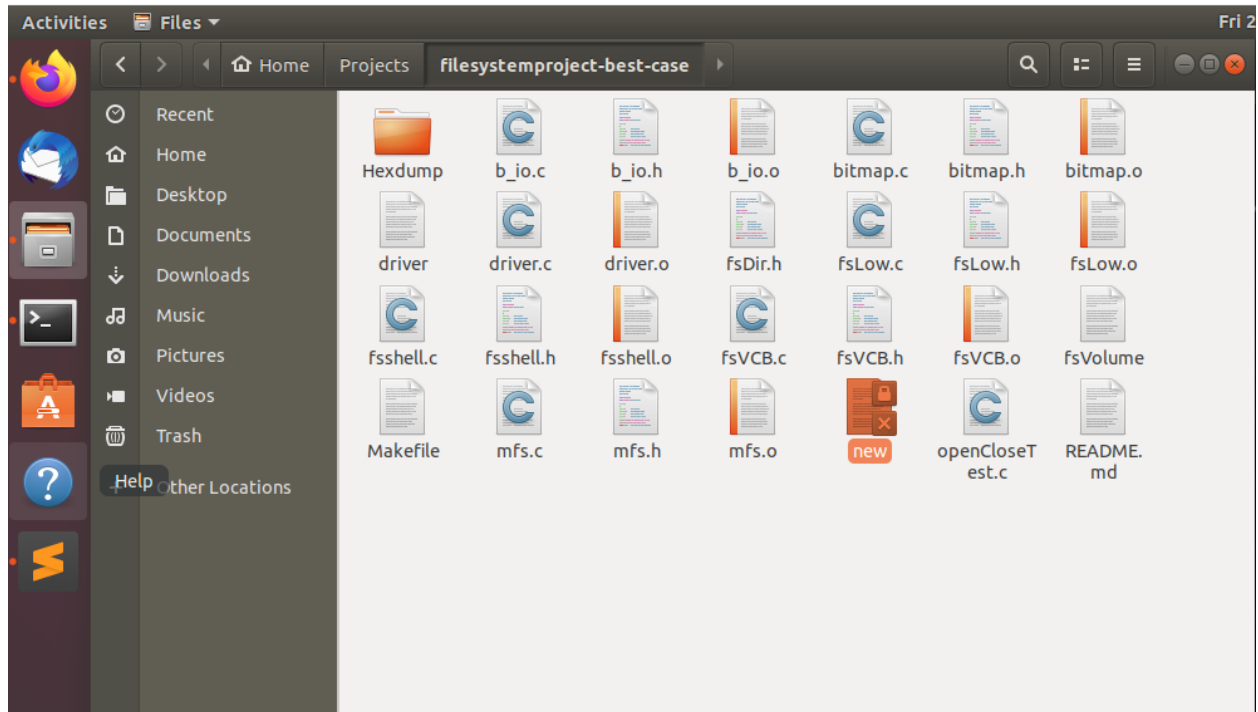 Activities Files Fri 2
Home Projects filesystemproject-best-case
Recent
Home
Desktop
Documents
Downloads
Music
Pictures
Videos
Trash
Other Locations
Help
Hexdump b_io.c b_io.h b_io.o bitmap.c bitmap.h bitmap.o
driver driver.c driver.o fsDir.h fsLow.c fsLow.h fsLow.o
fsshell.c fsshell.h fsshell.o fsVCB.c fsVCB.h fsVCB.o fsVolume
Makefile mfs.c mfs.h mfs.o new openCloseT README.
est.c md